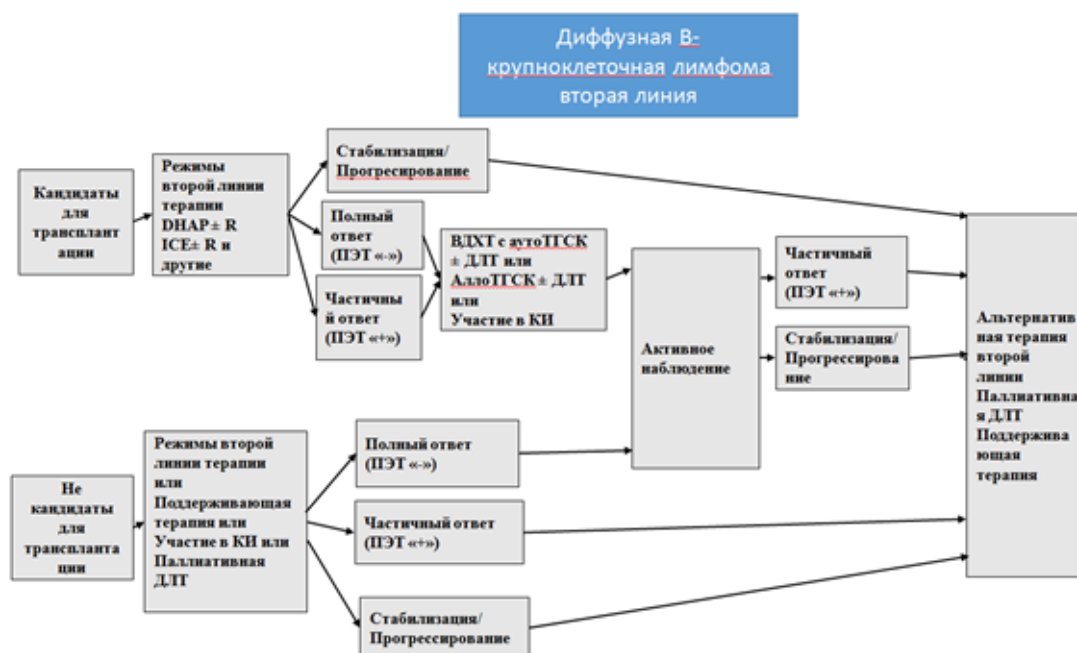 Диффузная В-
крупноклеточная лимфома
вторая линия
Кандидаты
для
трансплант
ации
Режимы
второй линии
терапии
DHAP± R
ICE± R и
другие
Стабилизация/
Прогресирование
Полный
ответ
(ПЭТ «-»)
Частичны
й ответ
(ПЭТ «+»)
ВДХТ с аутоТГСК
± ДЛТ или
АллоТГСК ± ДЛТ
или
Участие в КИ
Активное
наблюдение
Частичный
ответ
(ПЭТ «+»)
Стабилизация/
Прогрессирова
ние
Альтернатив
ная терапия
второй
линии
Паллиативна
я ДЛТ
Поддержива
ющая
терапия
Не
кандидаты
для
транспланта
ции
Режимы второй
линии терапии
или
Поддерживающая
терапия или
Участие в КИ или
Паллиативная
ДЛТ
Полный ответ
(ПЭТ «-»)
Частичный ответ
(ПЭТ «+»)
Стабилизация/
Прогрессирование